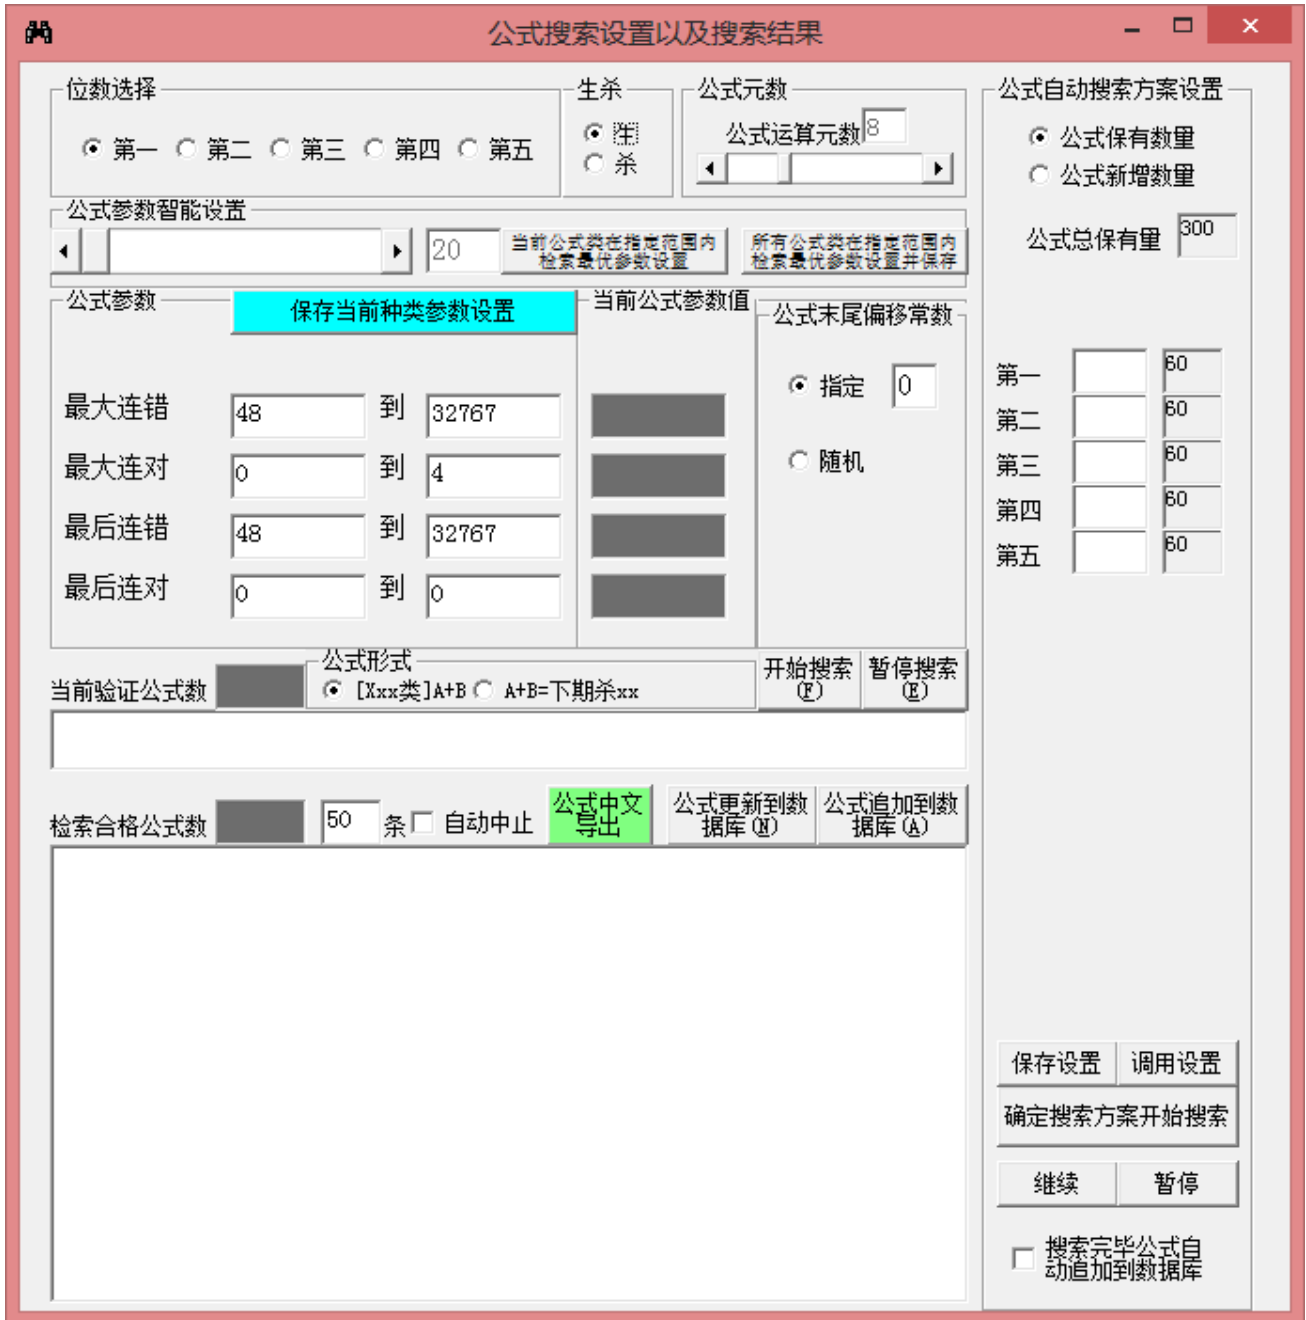 公式搜索设置以及搜索结果
位数选择
第一 第二 第三 第四 第五
生杀
生
杀
公式元数
公式运算元数 8
公式自动搜索方案设置
公式保有数量
公式新增数量
公式总保有量 300
公式参数智能设置
20
当前公式类在指定范围内
检索最优参数设置
所有公式类在指定范围内
检索最优参数设置并保存
公式参数
保存当前种类参数设置
当前公式参数值
公式末尾偏移常数
指定 0
随机
最大连错 48 到 32767
最大连对 0 到 4
最后连错 48 到 32767
最后连对 0 到 0
第一 60
第二 60
第三 60
第四 60
第五 60
当前验证公式数
公式形式
[Xxx类]A+B A+B=下期杀xx
开始搜索
(F)
暂停搜索
(E)
检索合格公式数 50 条 自动中止
公式中文
导出
公式更新到数
据库(N)
公式追加到数
据库(A)
保存设置 调用设置
确定搜索方案开始搜索
继续 暂停
搜索完毕公式自
动追加到数据库